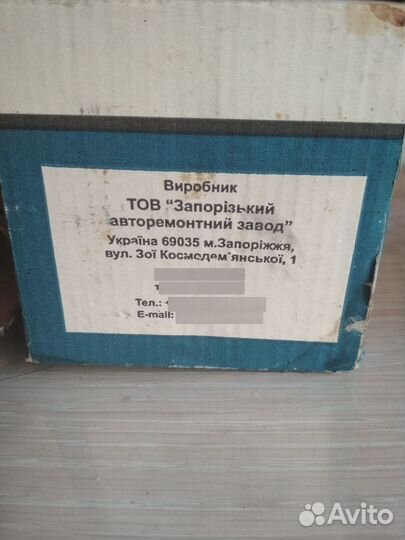 Виробник
ТОВ "Запорізький
авторемонтний завод"
Україна 69035 м.Запоріжжя,
вул. Зої Космодем'янської, 1
т
Тел.: +
E-mail:
Avito